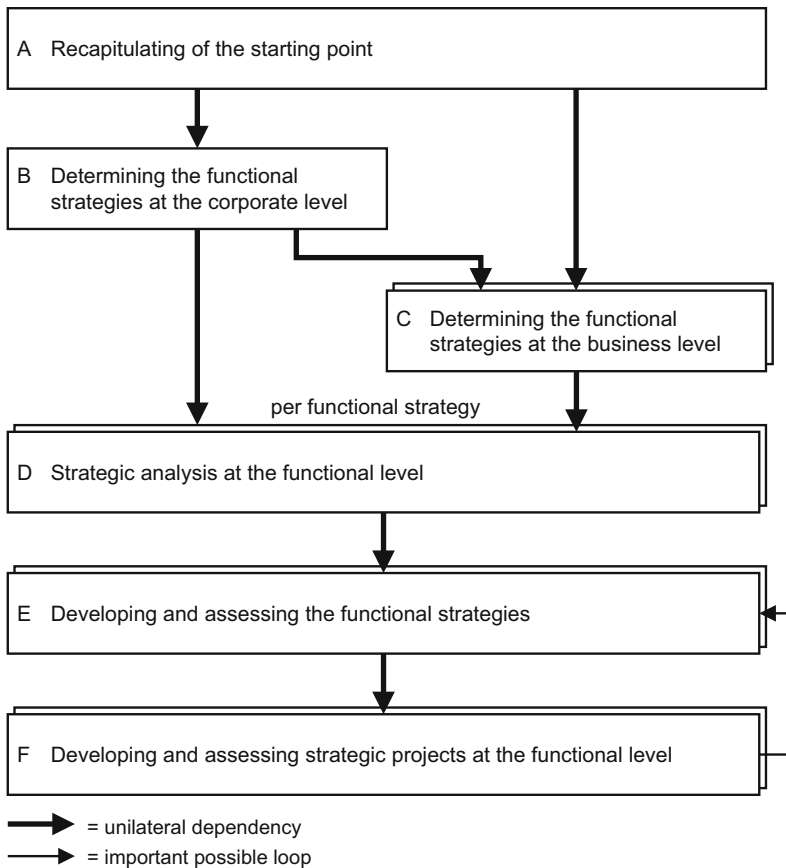 A Recapitulating of the starting point
B Determining the functional
strategies at the corporate level
C Determining the functional
strategies at the business level
per functional strategy
D Strategic analysis at the functional level
E Developing and assessing the functional strategies
F Developing and assessing strategic projects at the functional level
= unilateral dependency
= important possible loop